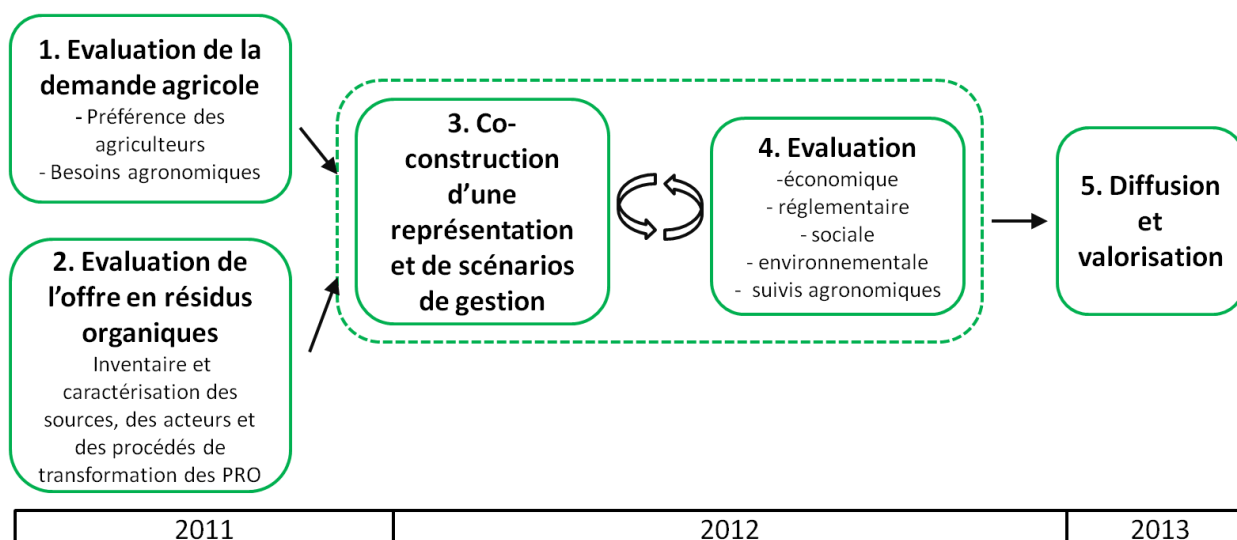 1. Evaluation de la
demande agricole
- Préférence des
agriculteurs
- Besoins agronomiques
2. Evaluation de
l'offre en résidus
organiques
Inventaire et
caractérisation des
sources, des acteurs et
des procédés de
transformation des PRO
3. Co-
construction
d'une
représentation
et de scénarios
de gestion
4. Evaluation
-économique
- réglementaire
- sociale
- environnementale
- suivis agronomiques
5. Diffusion
et
valorisation
2011
2012
2013